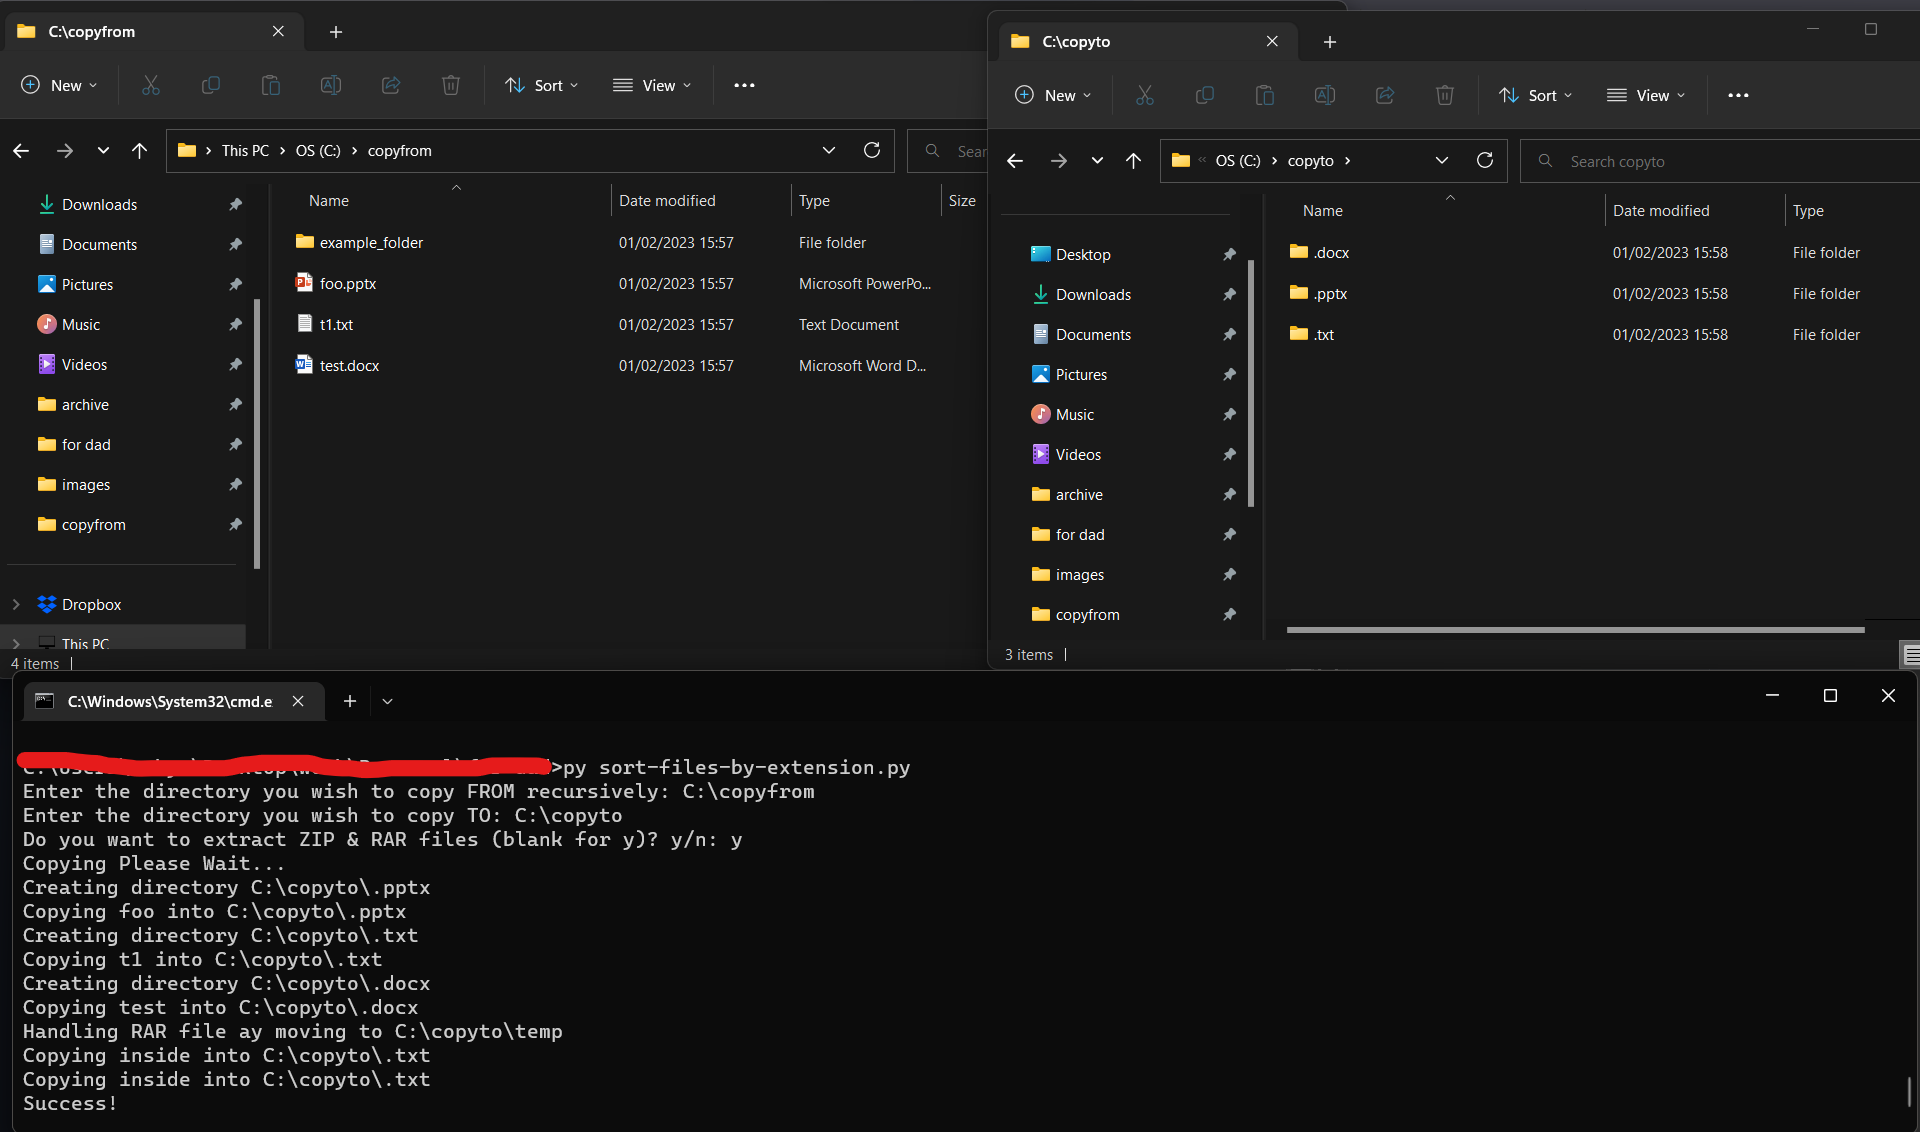 C:\copyfrom
New
Sort
View
This PC > OS (C:) > copyfrom
Sear
Name Date modified Type Size
example_folder 01/02/2023 15:57 File folder
foo.pptx 01/02/2023 15:57 Microsoft PowerPo...
t1.txt 01/02/2023 15:57 Text Document
test.docx 01/02/2023 15:57 Microsoft Word D...
Downloads
Documents
Pictures
Music
Videos
archive
for dad
images
copyfrom
Dropbox
This PC
4 items
C:\copyto
New
Sort
View
« OS (C:) > copyto >
Search copyto
Name Date modified Type
.docx 01/02/2023 15:58 File folder
.pptx 01/02/2023 15:58 File folder
.txt 01/02/2023 15:58 File folder
Desktop
Downloads
Documents
Pictures
Music
Videos
archive
for dad
images
copyfrom
3 items
C:\Windows\System32\cmd.e
>py sort-files-by-extension.py
Enter the directory you wish to copy FROM recursively: C:\copyfrom
Enter the directory you wish to copy TO: C:\copyto
Do you want to extract ZIP & RAR files (blank for y)? y/n: y
Copying Please Wait...
Creating directory C:\copyto\.pptx
Copying foo into C:\copyto\.pptx
Creating directory C:\copyto\.txt
Copying t1 into C:\copyto\.txt
Creating directory C:\copyto\.docx
Copying test into C:\copyto\.docx
Handling RAR file ay moving to C:\copyto\temp
Copying inside into C:\copyto\.txt
Copying inside into C:\copyto\.txt
Success!